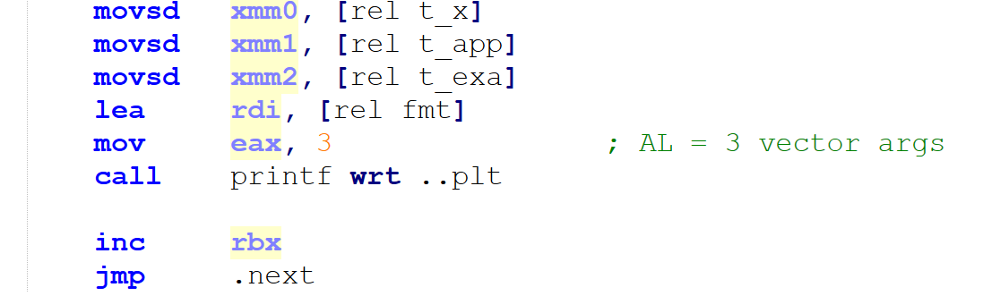 movsd xmm0, [rel t_x]
movsd xmm1, [rel t_app]
movsd xmm2, [rel t_exa]
lea rdi, [rel fmt]
mov eax, 3 ; AL = 3 vector args
call printf wrt ..plt
inc rbx
jmp .next